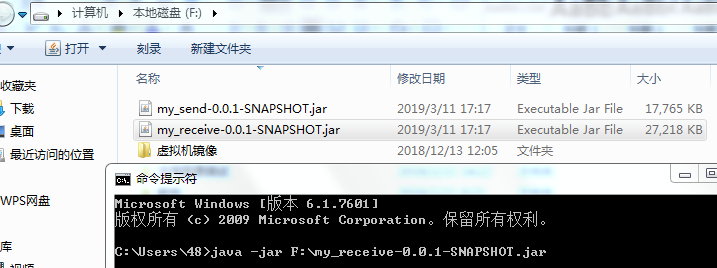 计算机 ▸ 本地磁盘 (F:) ▸
打开 ▼ 刻录 新建文件夹
收藏夹
下载
桌面
最近访问的位置
WPS网盘
库
名称 修改日期 类型 大小
my_send-0.0.1-SNAPSHOT.jar 2019/3/11 17:17 Executable Jar File 17,765 KB
my_receive-0.0.1-SNAPSHOT.jar 2019/3/11 17:17 Executable Jar File 27,218 KB
虚拟机镜像 2018/12/13 12:05 文件夹
C:\. 命令提示符
Microsoft Windows [版本 6.1.7601]
版权所有 (c) 2009 Microsoft Corporation。保留所有权利。
C:\Users\48>java -jar F:\my_receive-0.0.1-SNAPSHOT.jar